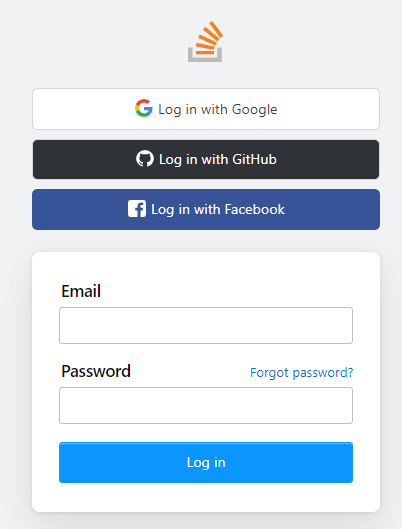 Log in with Google
Log in with GitHub
Log in with Facebook
Email
Password
Forgot password?
Log in